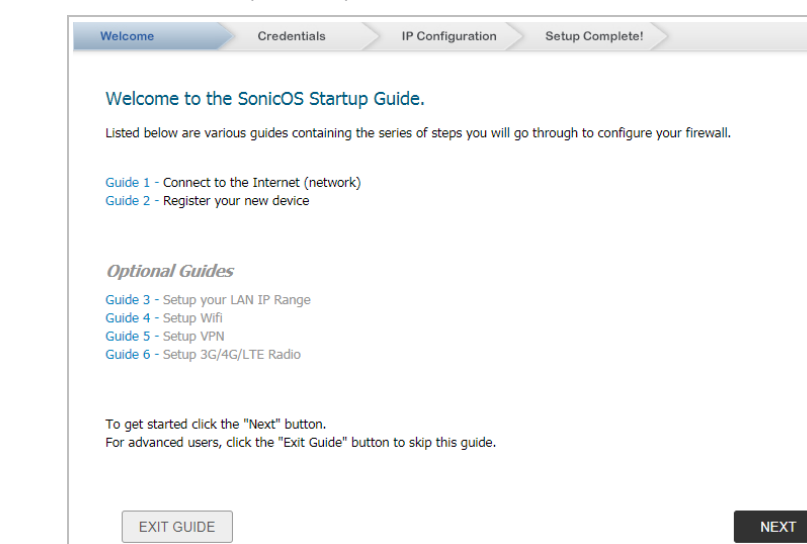 Welcome Credentials IP Configuration Setup Complete!
Welcome to the SonicOS Startup Guide.
Listed below are various guides containing the series of steps you will go through to configure your firewall.
Guide 1 - Connect to the Internet (network)
Guide 2 - Register your new device
Optional Guides
Guide 3 - Setup your LAN IP Range
Guide 4 - Setup Wifi
Guide 5 - Setup VPN
Guide 6 - Setup 3G/4G/LTE Radio
To get started click the "Next" button.
For advanced users, click the "Exit Guide" button to skip this guide.
EXIT GUIDE NEXT